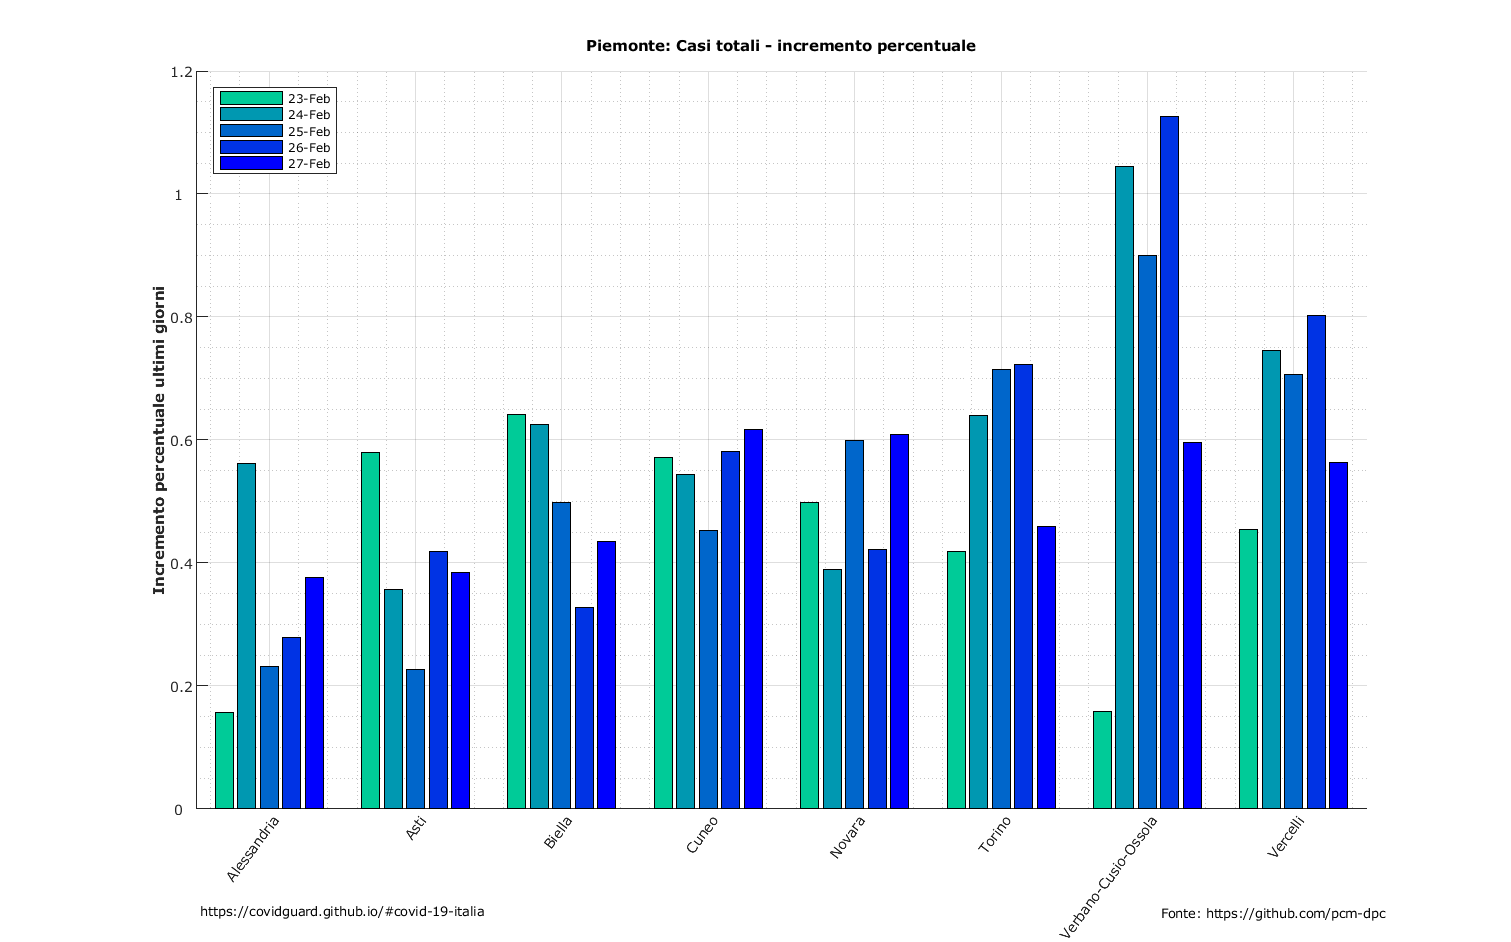 Piemonte: Casi totali - incremento percentuale
1.2
1
0.8
0.6
0.4
0.2
0
Incremento percentuale ultimi giorni
23-Feb
24-Feb
25-Feb
26-Feb
27-Feb
Alessandria
Asti
Biella
Cuneo
Novara
Torino
Verbano-Cusio-Ossola
Vercelli
https://covidguard.github.io/#covid-19-italia
Fonte: https://github.com/pcm-dpc